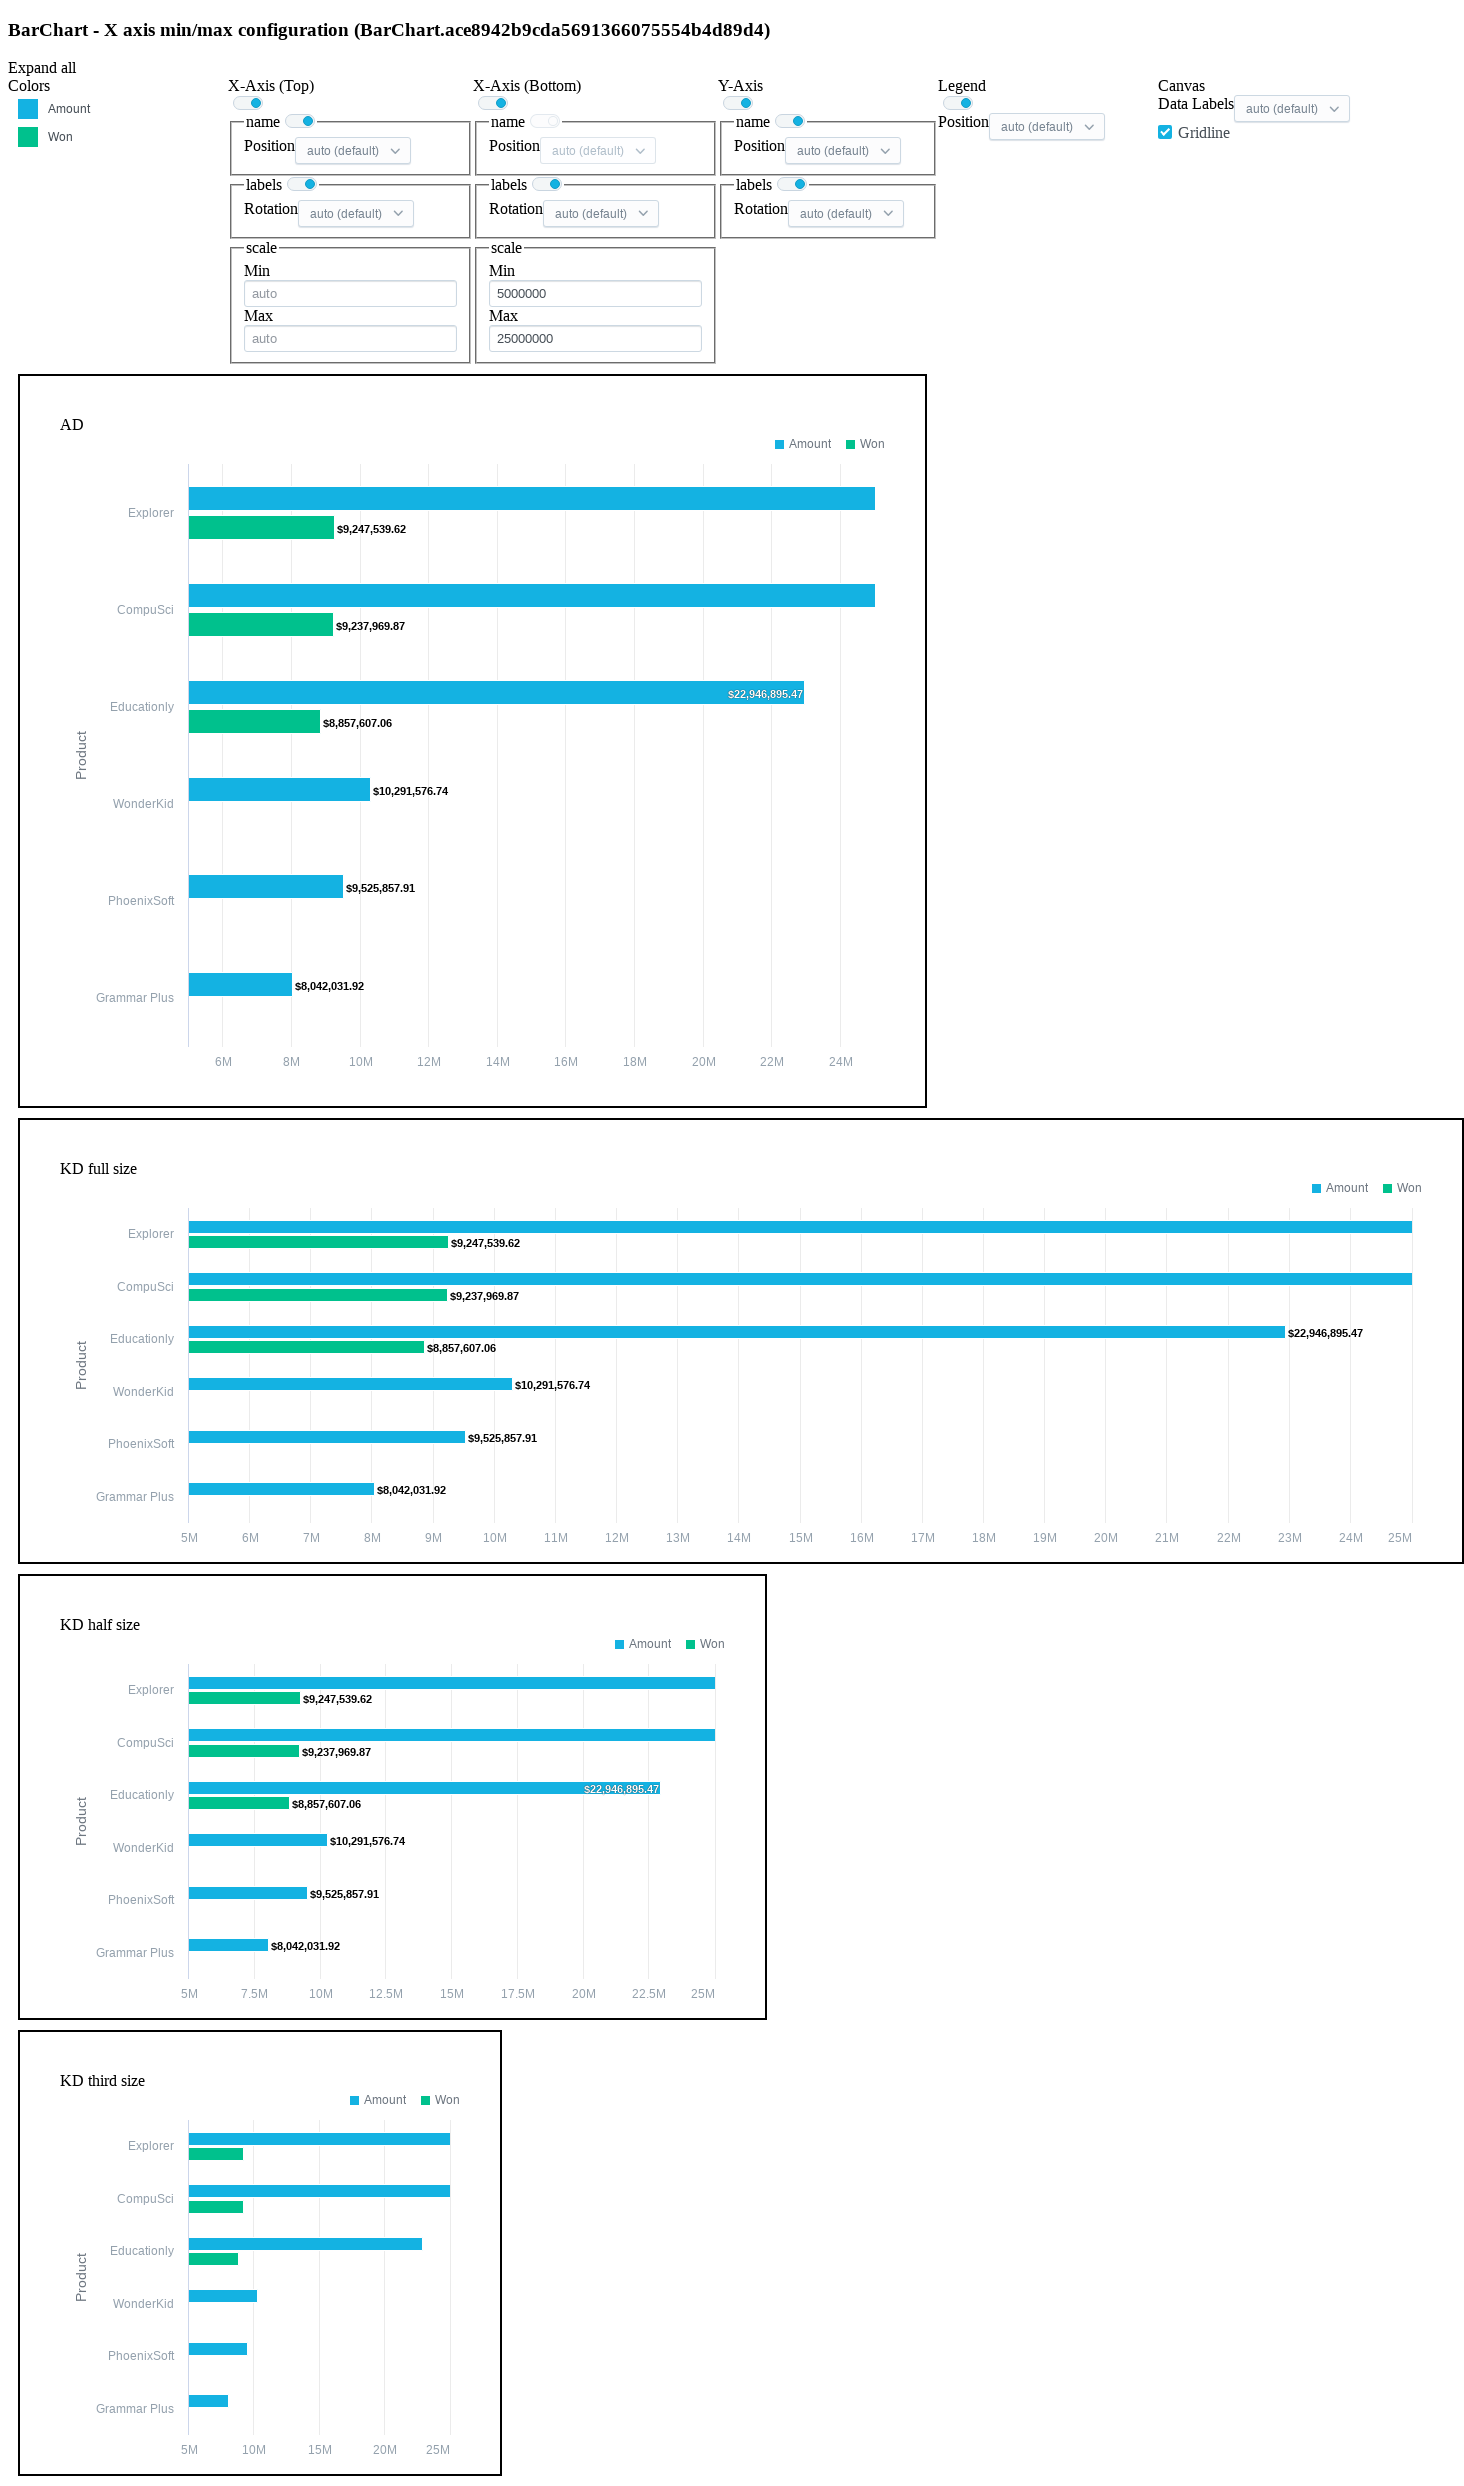 BarChart - X axis min/max configuration (BarChart.ace8942b9cda5691366075554b4d89d4)
Expand all
Colors
Amount
Won
X-Axis (Top)
name
Position auto (default)
labels
Rotation auto (default)
scale
Min
auto
Max
auto
X-Axis (Bottom)
name
Position auto (default)
labels
Rotation auto (default)
scale
Min
5000000
Max
25000000
Y-Axis
name
Position auto (default)
labels
Rotation auto (default)
Legend
Position auto (default)
Canvas
Data Labels auto (default)
Gridline
AD
Amount Won
Product
Explorer
$9,247,539.62
CompuSci
$9,237,969.87
Educationly
$22,946,895.47
$8,857,607.06
WonderKid
$10,291,576.74
PhoenixSoft
$9,525,857.91
Grammar Plus
$8,042,031.92
6M 8M 10M 12M 14M 16M 18M 20M 22M 24M
KD full size
Amount Won
Product
Explorer
$9,247,539.62
CompuSci
$9,237,969.87
Educationly
$22,946,895.47
$8,857,607.06
WonderKid
$10,291,576.74
PhoenixSoft
$9,525,857.91
Grammar Plus
$8,042,031.92
5M 6M 7M 8M 9M 10M 11M 12M 13M 14M 15M 16M 17M 18M 19M 20M 21M 22M 23M 24M 25M
KD half size
Amount Won
Product
Explorer
$9,247,539.62
CompuSci
$9,237,969.87
Educationly
$22,946,895.47
$8,857,607.06
WonderKid
$10,291,576.74
PhoenixSoft
$9,525,857.91
Grammar Plus
$8,042,031.92
5M 7.5M 10M 12.5M 15M 17.5M 20M 22.5M 25M
KD third size
Amount Won
Product
Explorer
CompuSci
Educationly
WonderKid
PhoenixSoft
Grammar Plus
5M 10M 15M 20M 25M